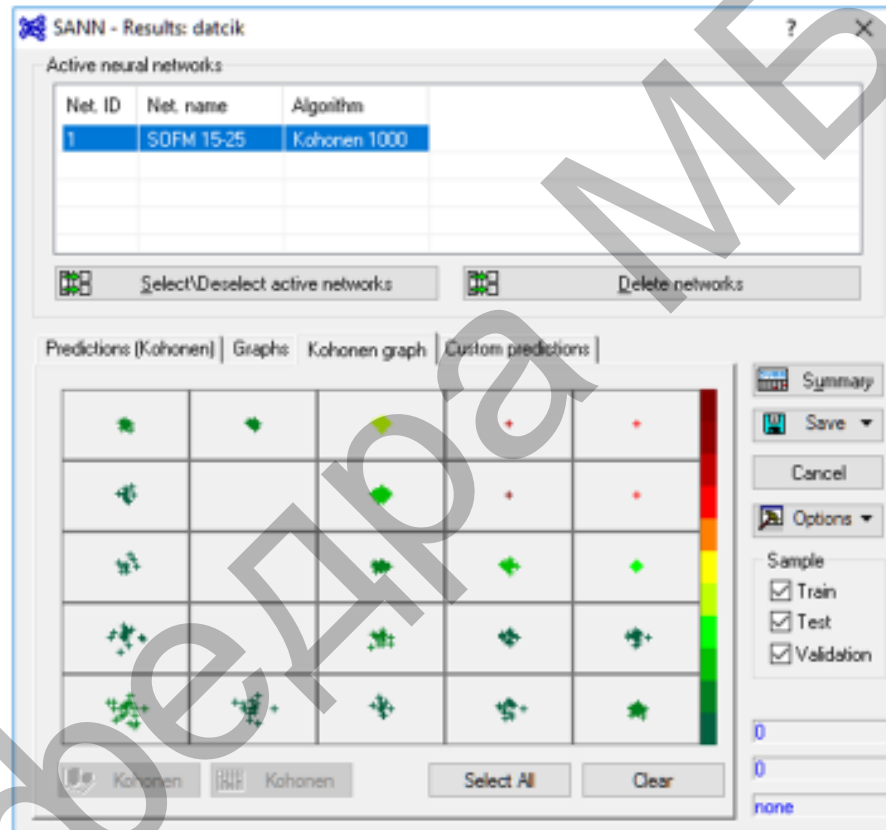 SANN - Results: datcik
?
Active neural networks
Net. ID Net. name Algorithm
1 SOFM 15-25 Kohonen 1000
Select\Deselect active networks
Delete networks
Predictions (Kohonen) Graphs Kohonen graph Custom predictions
Summary
Save
Cancel
Options
Sample
Train
Test
Validation
0
0
none
Kohonen Kohonen Select All Clear
федра МБ